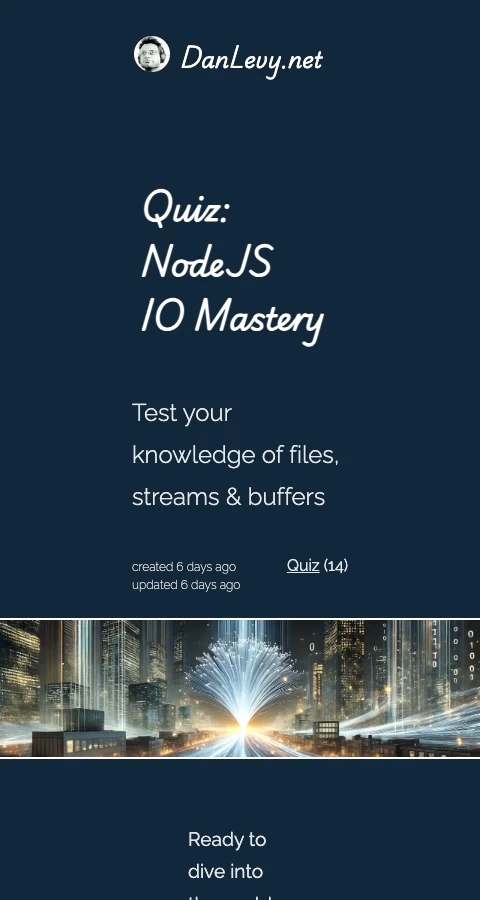 DanLevy.net
Quiz:
NodeJS
IO Mastery
Test your
knowledge of files,
streams & buffers
created 6 days ago
Quiz (14)
updated 6 days ago
Ready to
dive into